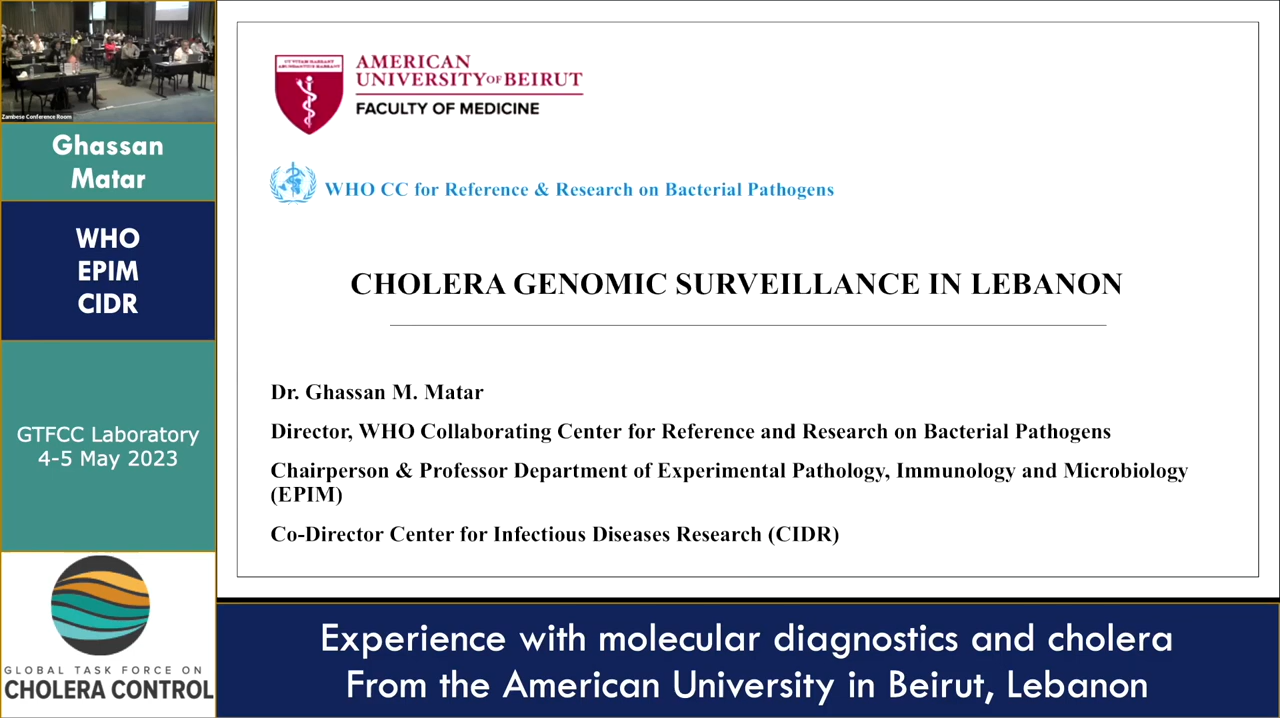 Zambese Conference Room
Ghassan
Matar
WHO
EPIM
CIDR
GTFCC Laboratory
4-5 May 2023
GLOBAL TASK FORCE ON
CHOLERA CONTROL
AMERICAN
UNIVERSITY OF BEIRUT
FACULTY OF MEDICINE
WHO CC for Reference & Research on Bacterial Pathogens
CHOLERA GENOMIC SURVEILLANCE IN LEBANON
Dr. Ghassan M. Matar
Director, WHO Collaborating Center for Reference and Research on Bacterial Pathogens
Chairperson & Professor Department of Experimental Pathology, Immunology and Microbiology
(EPIM)
Co-Director Center for Infectious Diseases Research (CIDR)
Experience with molecular diagnostics and cholera
From the American University in Beirut, Lebanon